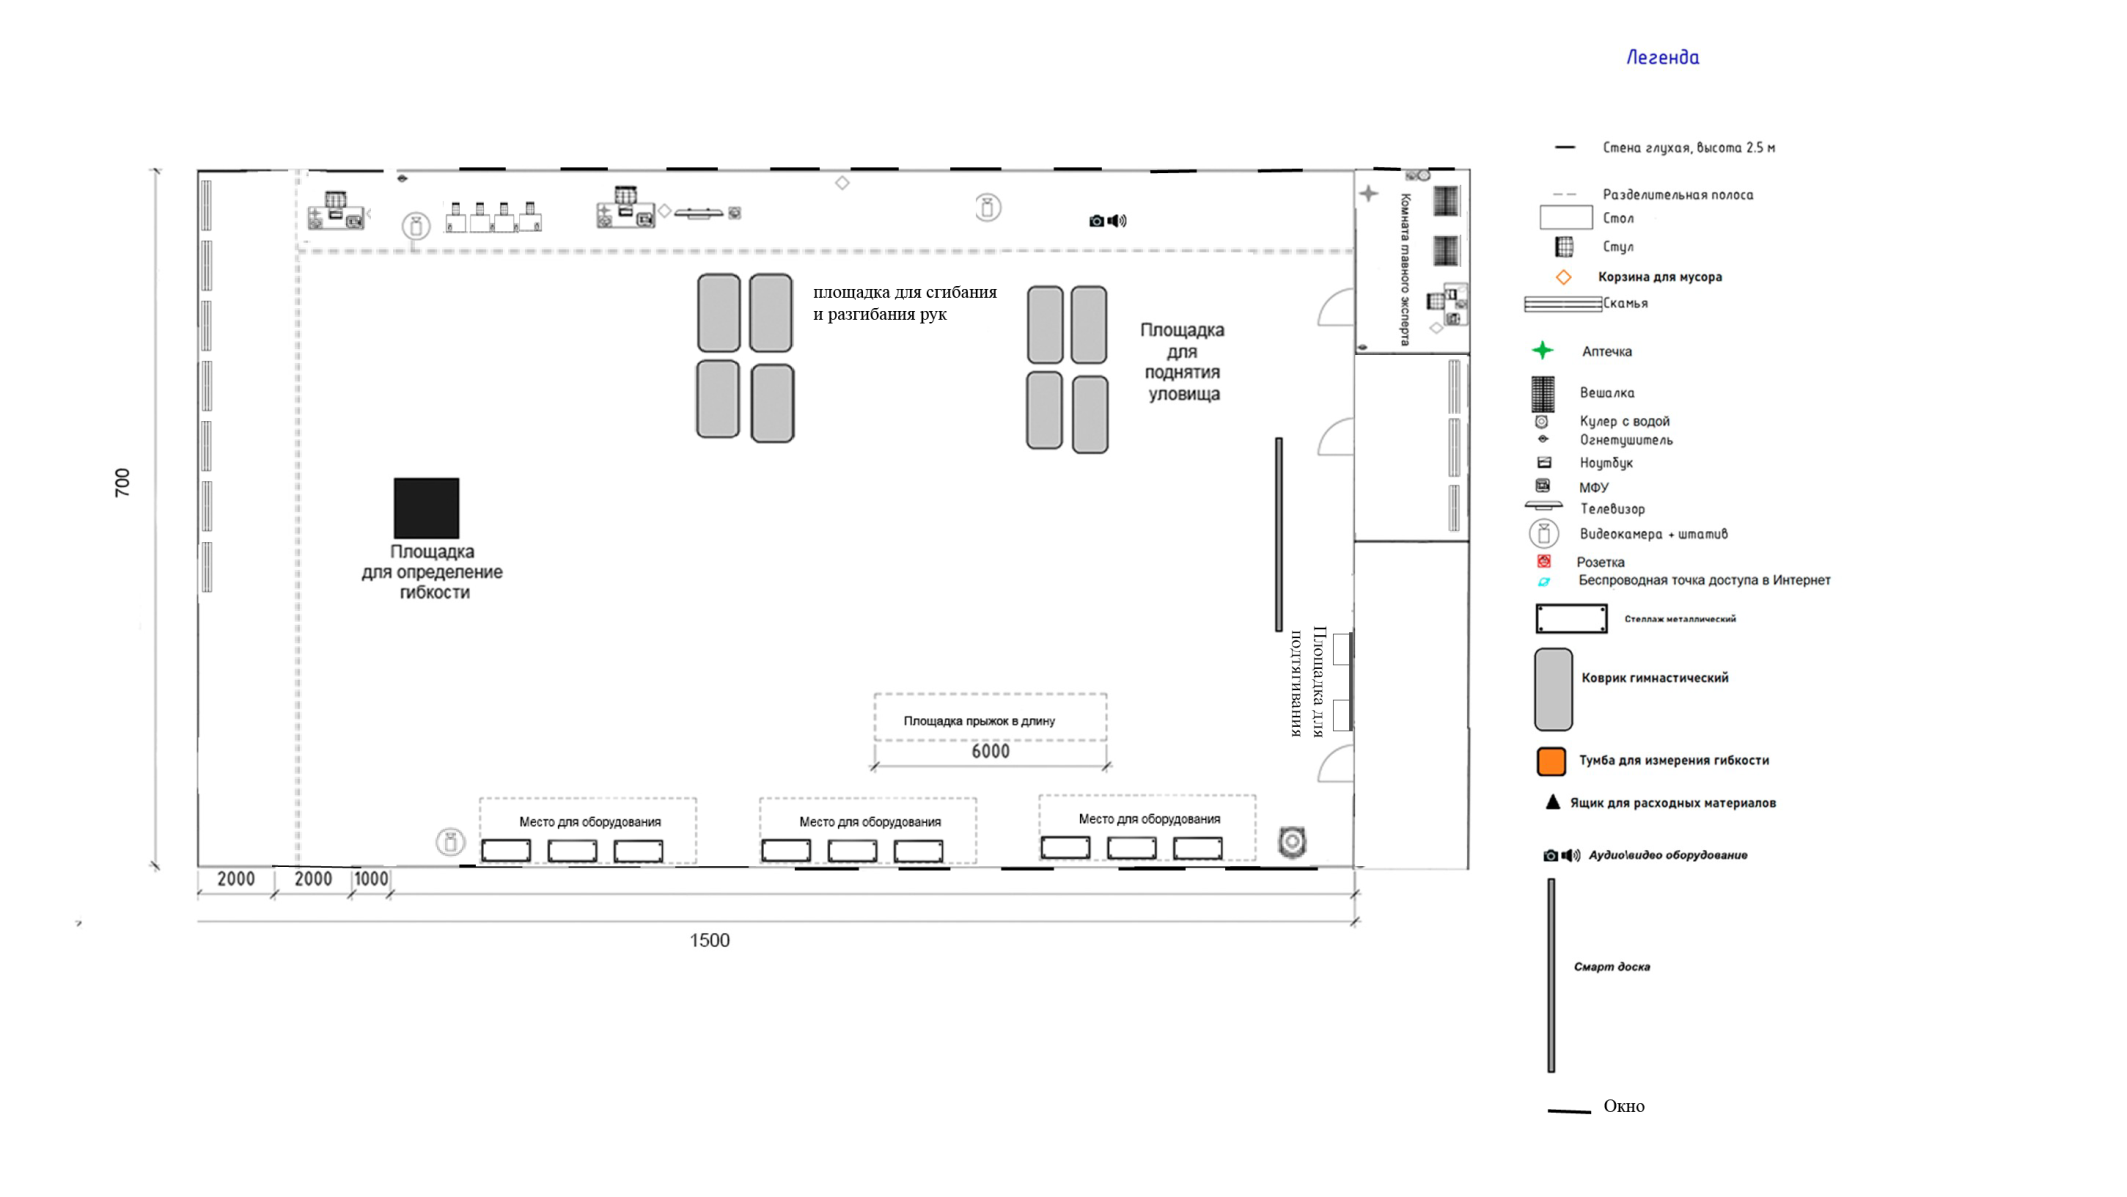 Легенда
Стена глухая, высота 2.5 м
Разделительная полоса
Стол
Стул
Корзина для мусора
Скамья
Аптечка
Вешалка
Кулер с водой
Огнетушитель
Ноутбук
МФУ
Телевизор
Видеокамера + штатив
Розетка
Беспроводная точка доступа в Интернет
Стеллаж металлический
Коврик гимнастический
Тумба для измерения гибкости
Ящик для расходных материалов
Аудио\видео оборудование
Смарт доска
Окно
Комната главного эксперта
площадка для сгибания
и разгибания рук
Площадка
для
поднятия
уловища
700
Площадка
для определение
гибкости
Площадка для
подтягивания
Площадка прыжок в длину
6000
Место для оборудования
Место для оборудования
Место для оборудования
2000
2000
1000
1500